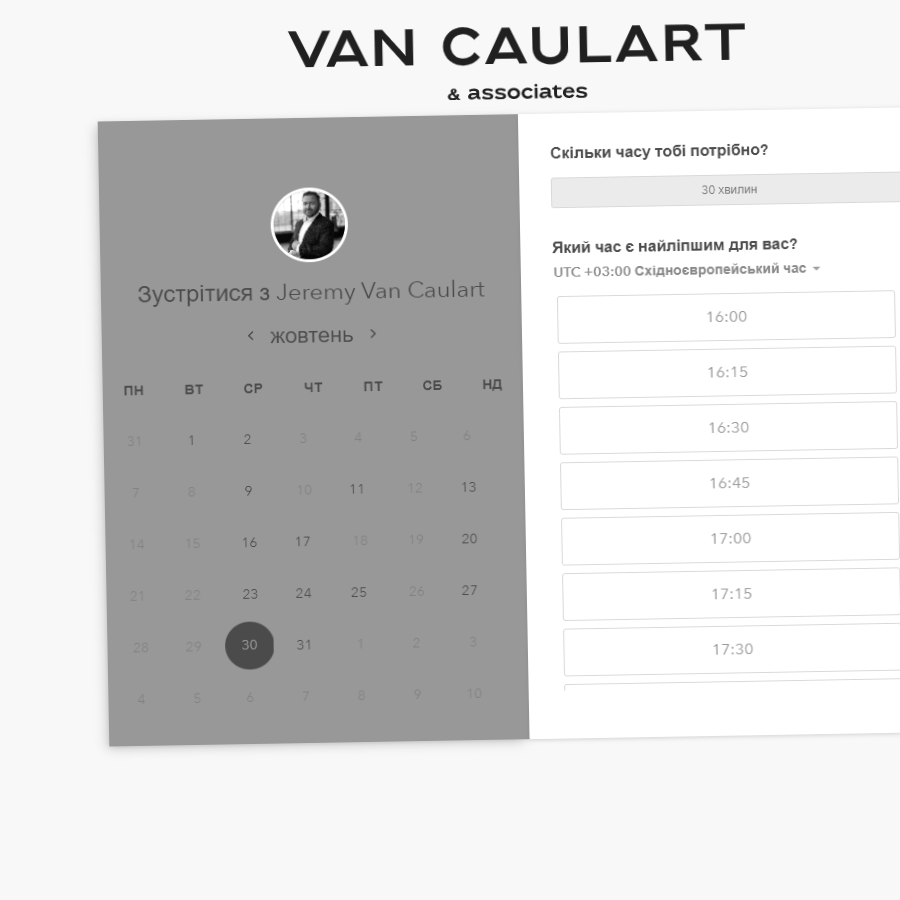 VAN CAULART
& associates
Зустрітися з Jeremy Van Caulart
жовтень
ПН ВТ СР ЧТ ПТ СБ НД
31 1 2 3 4 5 6
7 8 9 10 11 12 13
14 15 16 17 18 19 20
21 22 23 24 25 26 27
28 29 30 31 1 2 3
4 5 6 7 8 9 10
Скільки часу тобі потрібно?
30 хвилин
Який час є найліпшим для вас?
UTC +03:00 Східноєвропейський час
16:00
16:15
16:30
16:45
17:00
17:15
17:30